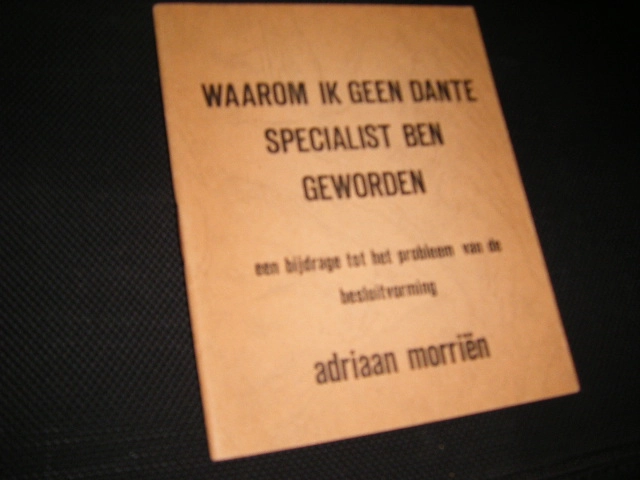 WAAROM IK GEEN DANTE
SPECIALIST BEN
GEWORDEN
een bijdrage tot het probleem van de
besluitvorming
adriaan morriën